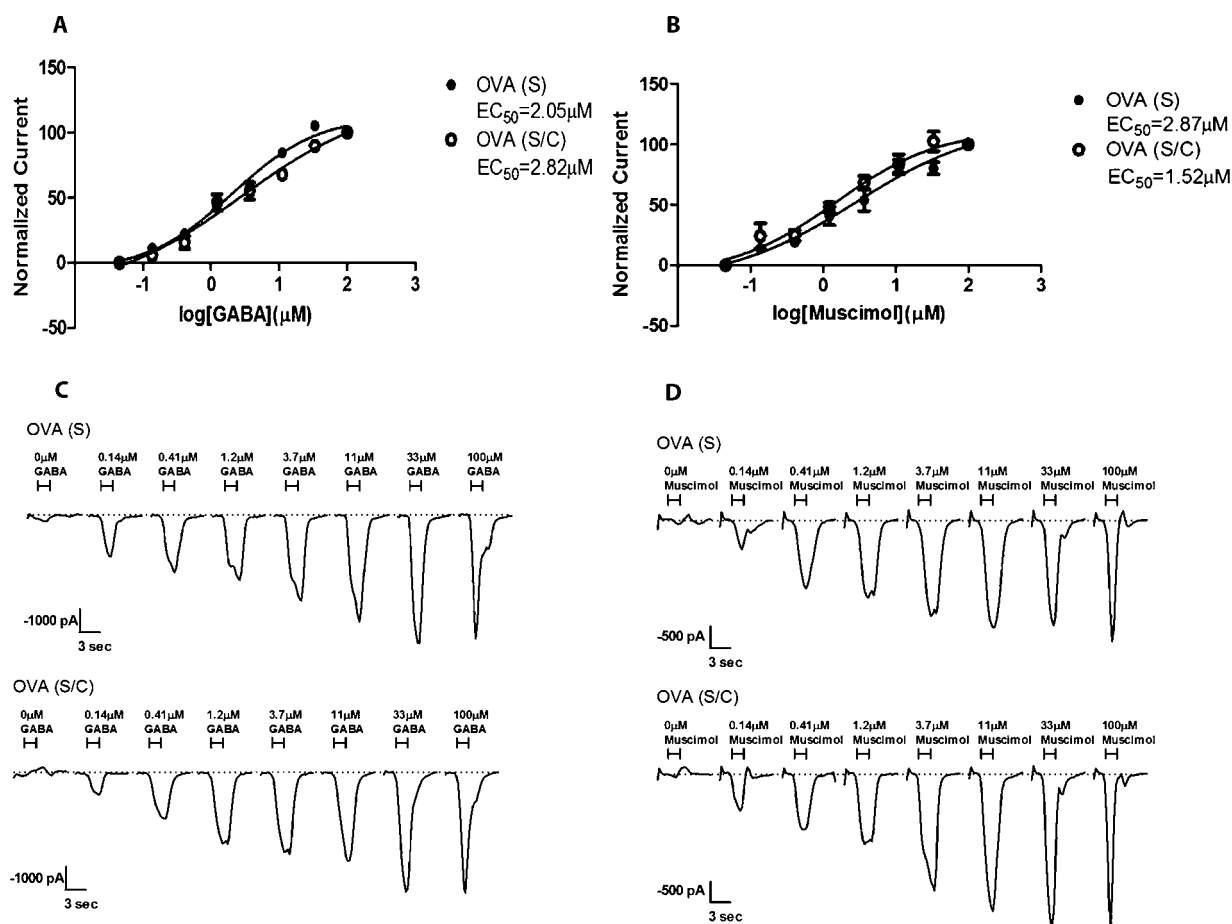 A
150
100
50
0
-50
Normalized Current
-1
0
1
2
3
log[GABA](μM)
OVA (S)
EC50=2.05μM
OVA (S/C)
EC50=2.82μM
B
150
100
50
0
-50
Normalized Current
-1
0
1
2
3
log[Muscimol](μM)
OVA (S)
EC50=2.87μM
OVA (S/C)
EC50=1.52μM
C
OVA (S)
0μM 0.14μM 0.41μM 1.2μM 3.7μM 11μM 33μM 100μM
GABA GABA GABA GABA GABA GABA GABA GABA
-1000 pA
3 sec
OVA (S/C)
0μM 0.14μM 0.41μM 1.2μM 3.7μM 11μM 33μM 100μM
GABA GABA GABA GABA GABA GABA GABA GABA
-1000 pA
3 sec
D
OVA (S)
0μM 0.14μM 0.41μM 1.2μM 3.7μM 11μM 33μM 100μM
Muscimol Muscimol Muscimol Muscimol Muscimol Muscimol Muscimol Muscimol
-500 pA
3 sec
OVA (S/C)
0μM 0.14μM 0.41μM 1.2μM 3.7μM 11μM 33μM 100μM
Muscimol Muscimol Muscimol Muscimol Muscimol Muscimol Muscimol Muscimol
-500 pA
3 sec